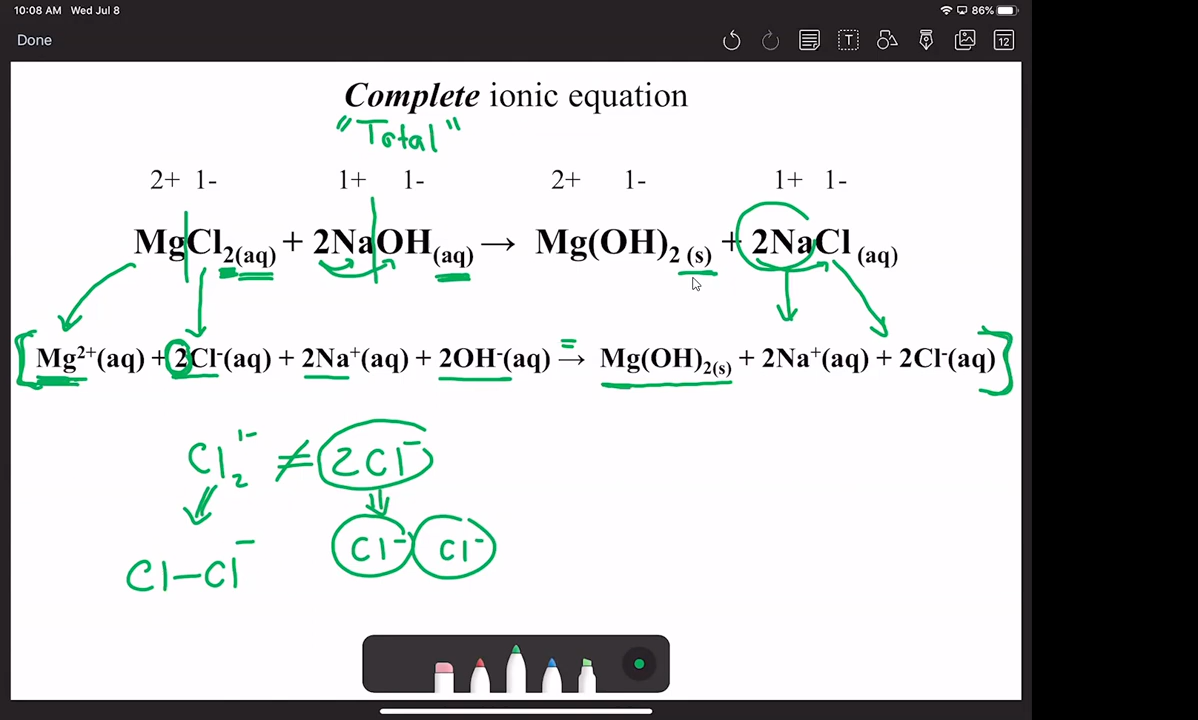 10:08 AM Wed Jul 8 86%
Done 12
Complete ionic equation
"Total"
2+ 1- 1+ 1- 2+ 1- 1+ 1-
MgCl₂(aq) + 2NaOH(aq) → Mg(OH)₂ (s) + 2NaCl (aq)
[Mg²⁺(aq) + 2Cl⁻(aq) + 2Na⁺(aq) + 2OH⁻(aq) → Mg(OH)₂(s) + 2Na⁺(aq) + 2Cl⁻(aq)]
=
Cl₂¹⁻ ≠ 2Cl⁻
Cl–Cl⁻ Cl⁻ Cl⁻